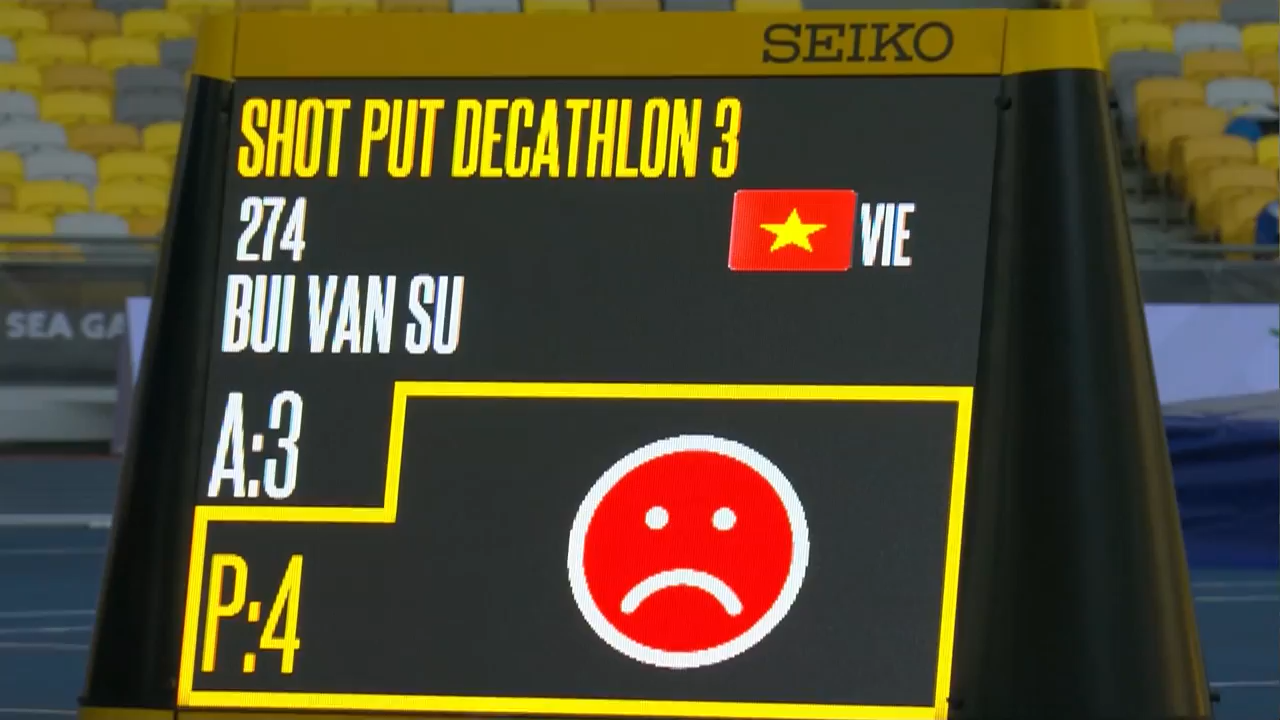 SEIKO
SHOT PUT DECATHLON 3
274
VIE
BUI VAN SU
SEA GA
A:3
P:4